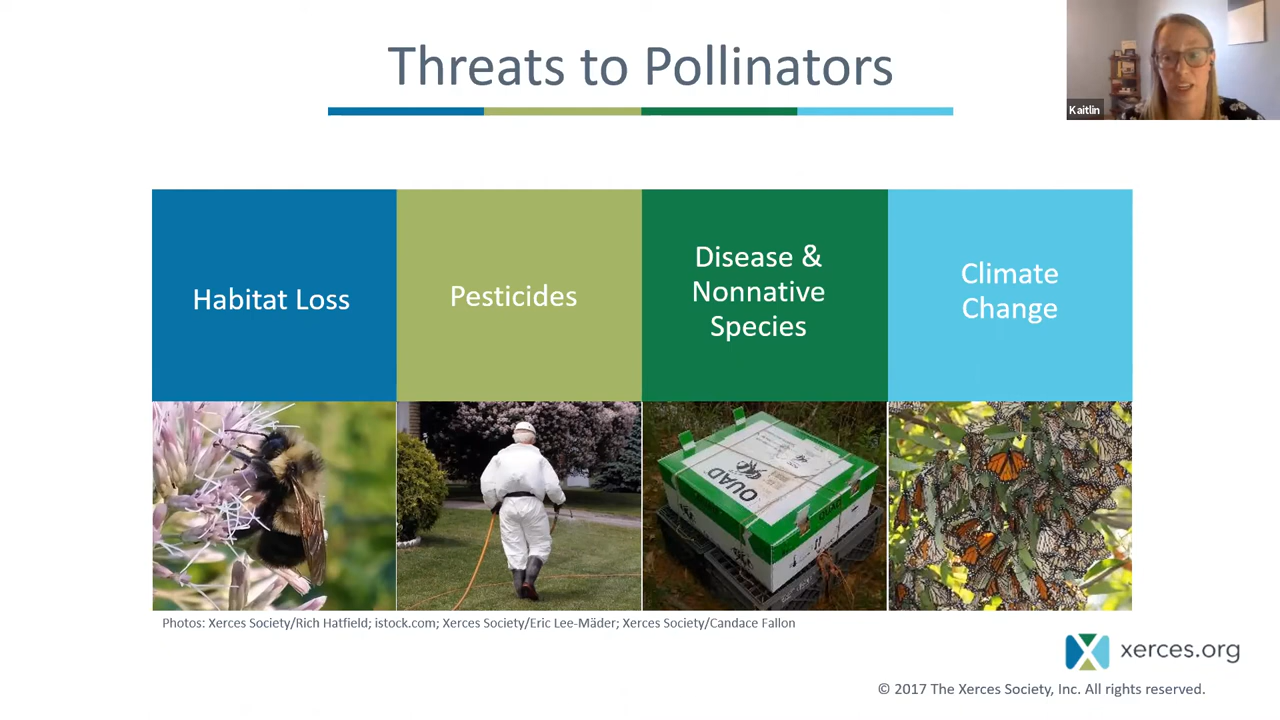 Threats to Pollinators
Kaitlin
Habitat Loss
Pesticides
Disease &
Nonnative
Species
Climate
Change
QUAD
Photos: Xerces Society/Rich Hatfield; istock.com; Xerces Society/Eric Lee-Mäder; Xerces Society/Candace Fallon
xerces.org
© 2017 The Xerces Society, Inc. All rights reserved.